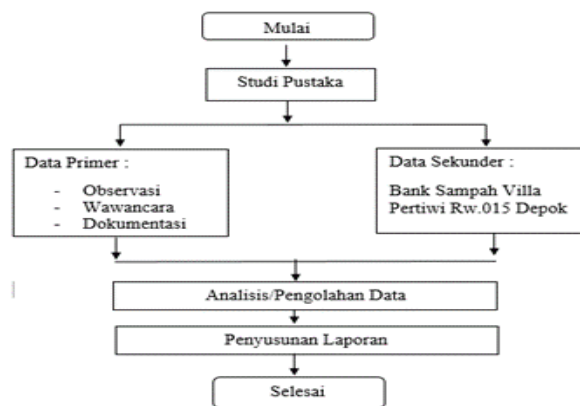 Mulai
Studi Pustaka
Data Primer :
- Observasi
- Wawancara
- Dokumentasi
Data Sekunder :
Bank Sampah Villa
Pertiwi Rw.015 Depok
Analisis/Pengolahan Data
Penyusunan Laporan
Selesai